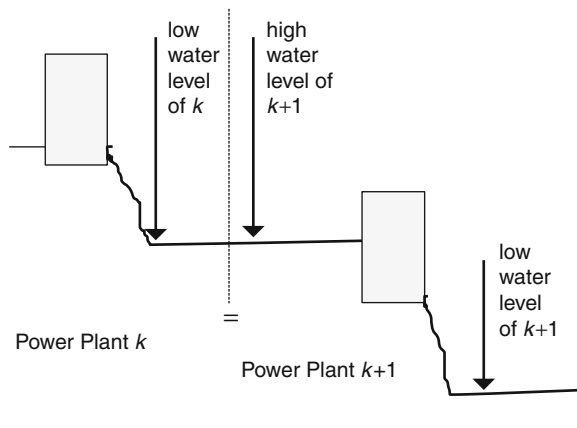 low
water
level
of k
high
water
level of
k+1
low
water
level
of k+1
=
Power Plant k
Power Plant k+1